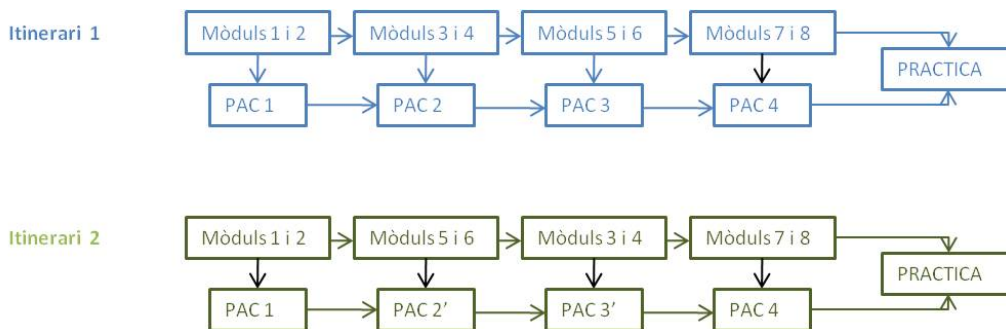 Itinerari 1
Mòduls 1 i 2
Mòduls 3 i 4
Mòduls 5 i 6
Mòduls 7 i 8
PRACTICA
PAC 1
PAC 2
PAC 3
PAC 4
Itinerari 2
Mòduls 1 i 2
Mòduls 5 i 6
Mòduls 3 i 4
Mòduls 7 i 8
PRACTICA
PAC 1
PAC 2’
PAC 3’
PAC 4